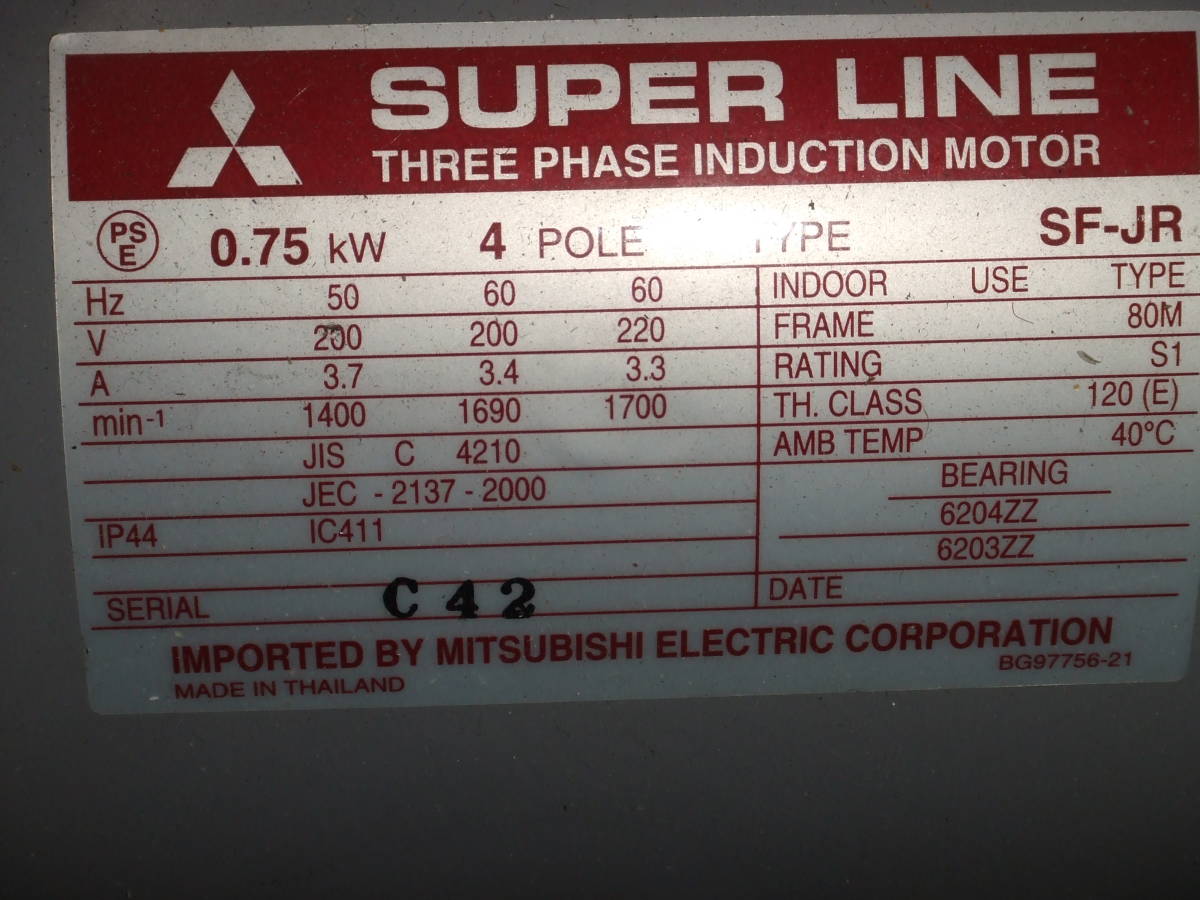 SUPER LINE
THREE PHASE INDUCTION MOTOR
PS E 0.75 kW 4 POLE TYPE SF-JR
Hz 50 60 60
V 200 200 220
A 3.7 3.4 3.3
min-1 1400 1690 1700
JIS C 4210
JEC - 2137 - 2000
IP44 IC411
SERIAL C 42
INDOOR USE TYPE
FRAME 80M
RATING S1
TH. CLASS 120 (E)
AMB TEMP 40°C
BEARING
6204ZZ
6203ZZ
DATE
IMPORTED BY MITSUBISHI ELECTRIC CORPORATION
MADE IN THAILAND BG97756-21